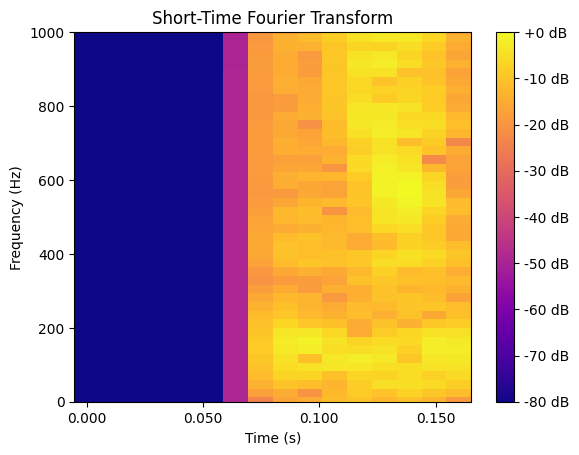 Short-Time Fourier Transform
1000
800
600
400
200
0
Frequency (Hz)
0.000
0.050
0.100
0.150
Time (s)
+0 dB
-10 dB
-20 dB
-30 dB
-40 dB
-50 dB
-60 dB
-70 dB
-80 dB